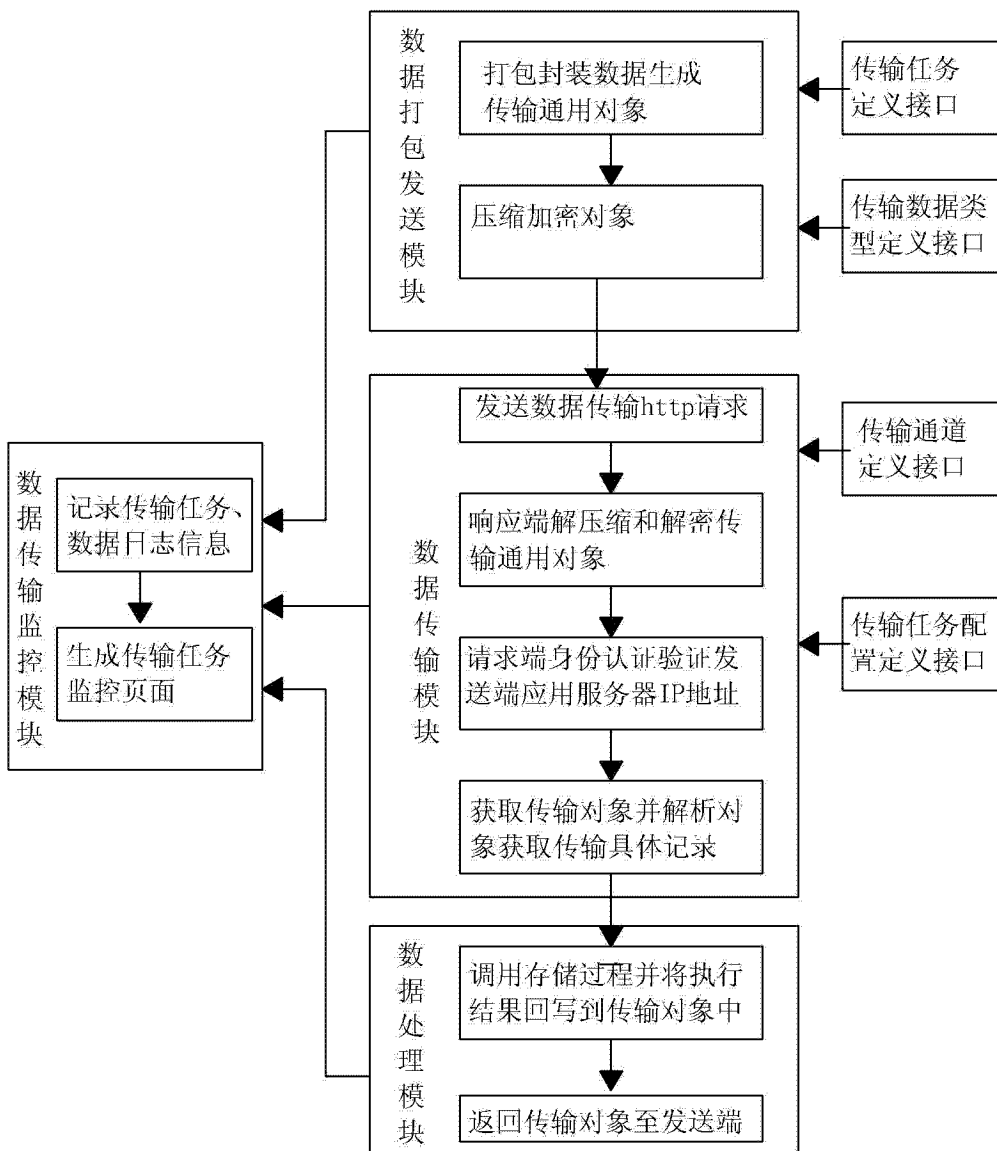 数据打包发送模块
打包封装数据生成
传输通用对象
压缩加密对象
传输任务
定义接口
传输数据类
型定义接口
数据传输模块
发送数据传输http请求
响应端解压缩和解密传
输通用对象
请求端身份认证验证发
送端应用服务器IP地址
获取传输对象并解析对
象获取传输具体记录
传输通道
定义接口
传输任务配
置定义接口
数据传输监控模块
记录传输任务、
数据日志信息
生成传输任务
监控页面
数据处理模块
调用存储过程并将执行
结果回写到传输对象中
返回传输对象至发送端